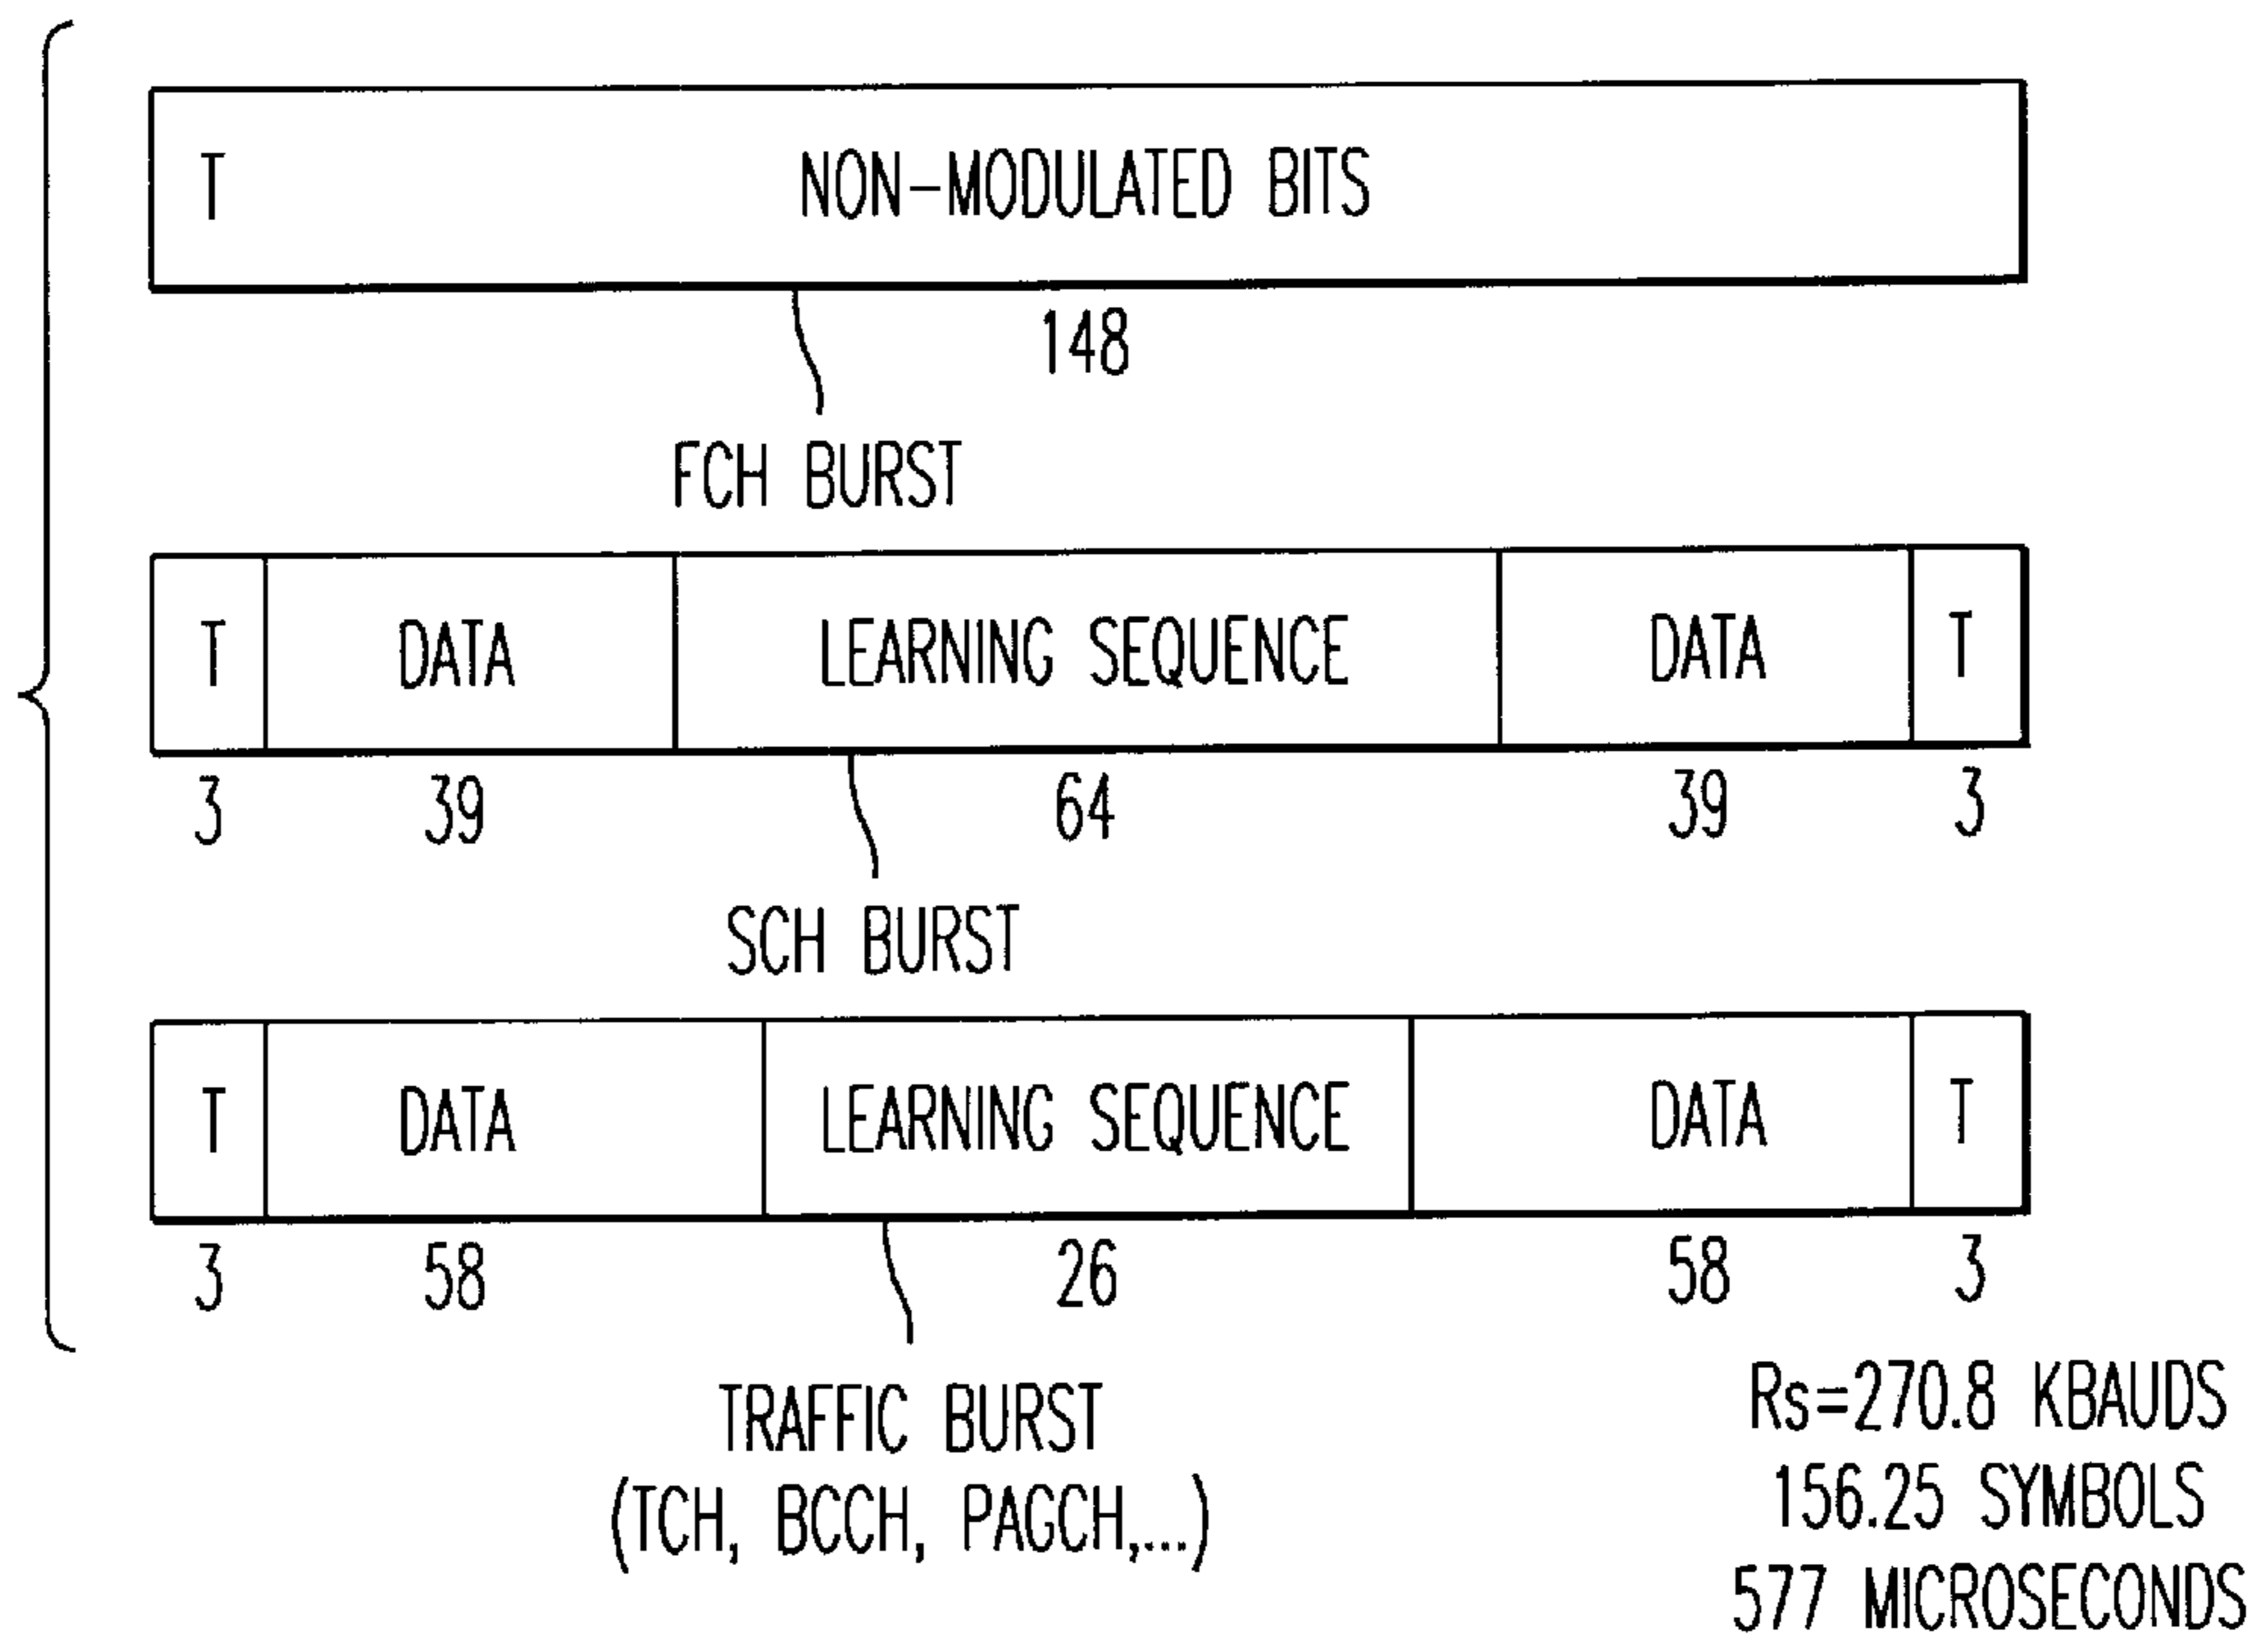 T NON-MODULATED BITS
148
FCH BURST
T DATA LEARNING SEQUENCE DATA T
3 39 64 39 3
SCH BURST
T DATA LEARNING SEQUENCE DATA T
3 58 26 58 3
TRAFFIC BURST
(TCH, BCCH, PAGCH,...)
Rs=270.8 KBAUDS
156.25 SYMBOLS
577 MICROSECONDS